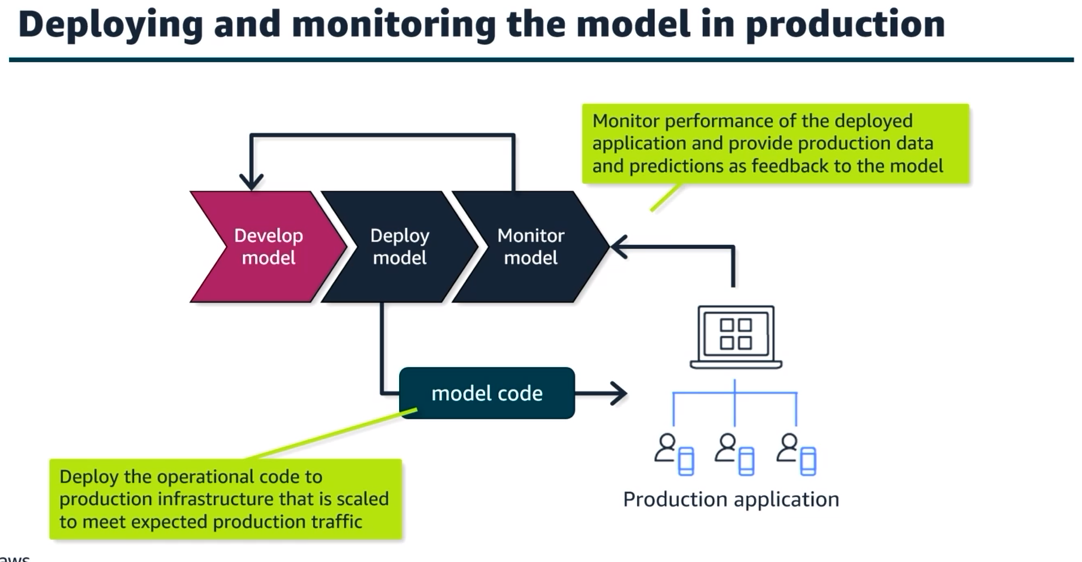 Deploying and monitoring the model in production
Monitor performance of the deployed
application and provide production data
and predictions as feedback to the model
Develop
model
Deploy
model
Monitor
model
model code
Deploy the operational code to
production infrastructure that is scaled
to meet expected production traffic
Production application
aws